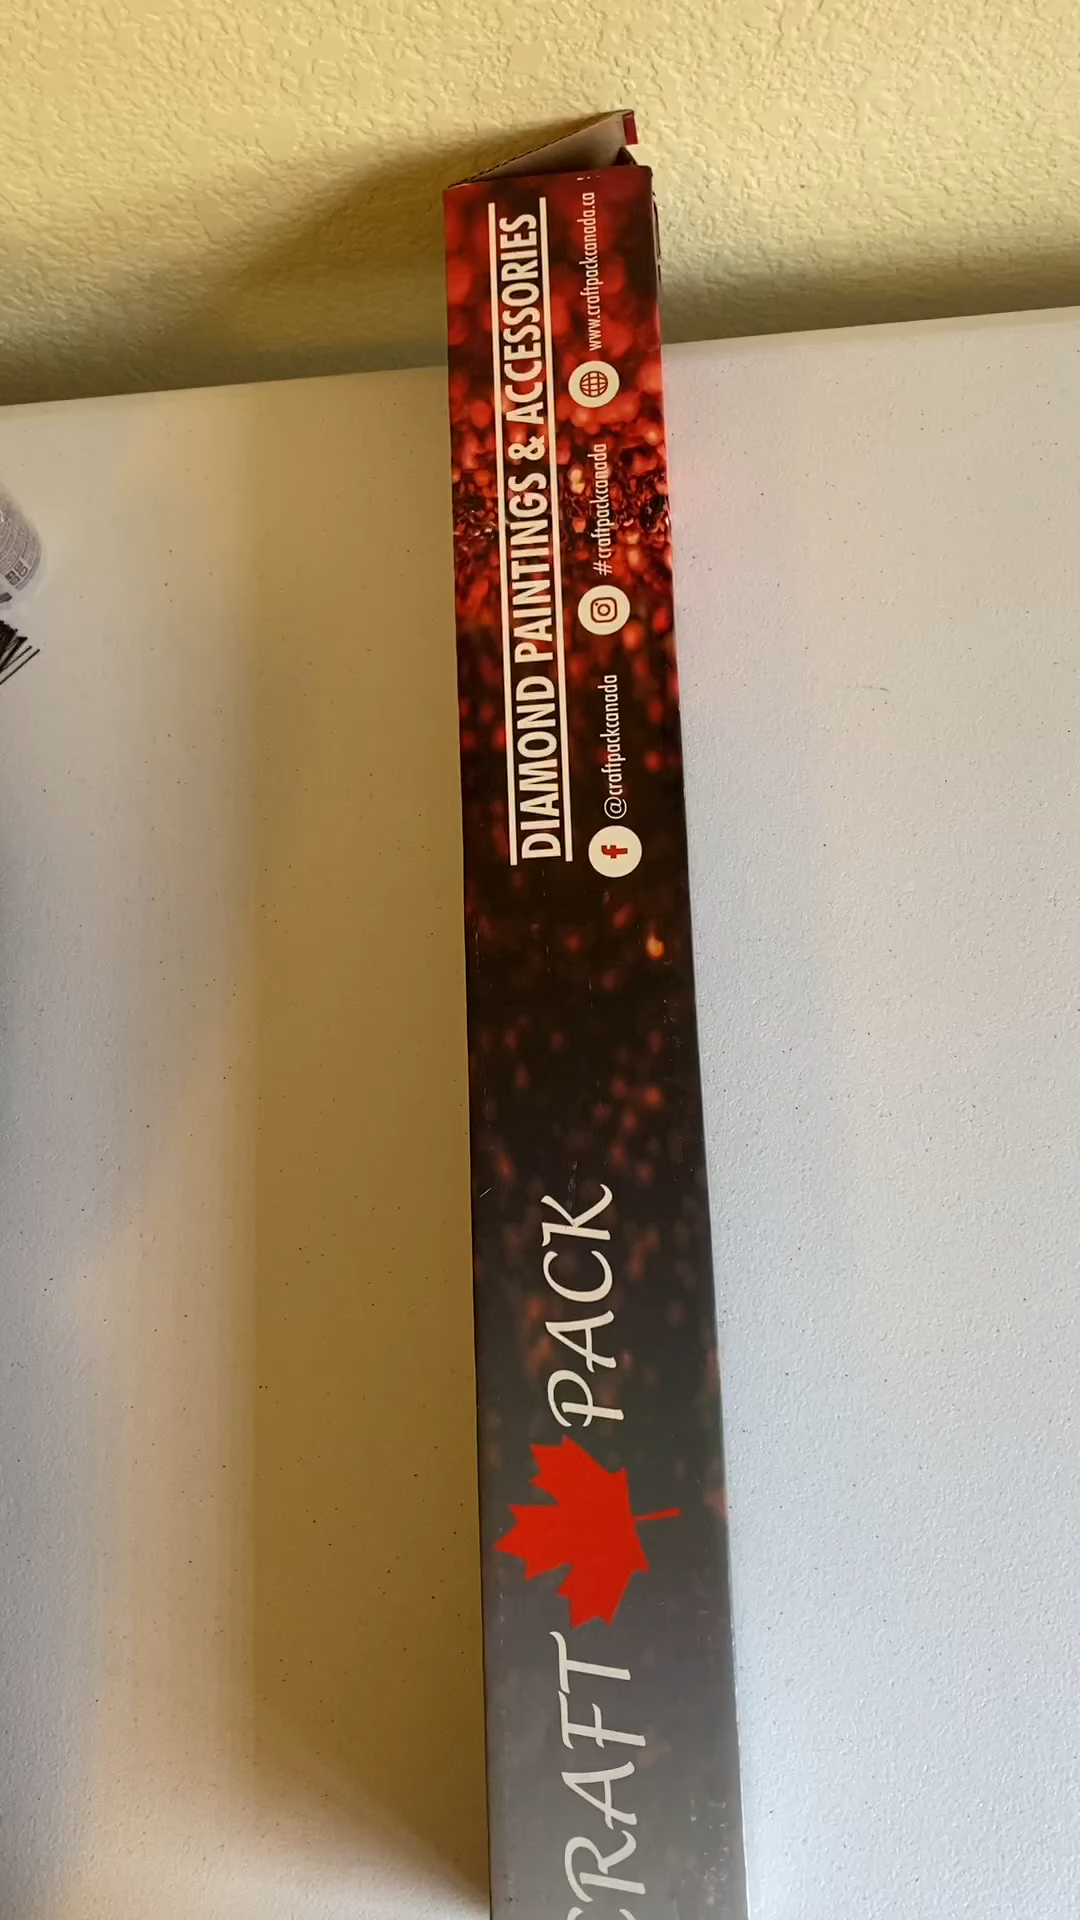 CRAFT PACK
DIAMOND PAINTINGS & ACCESSORIES
@craftpackcanada #craftpackcanada www.craftpackcanada.ca